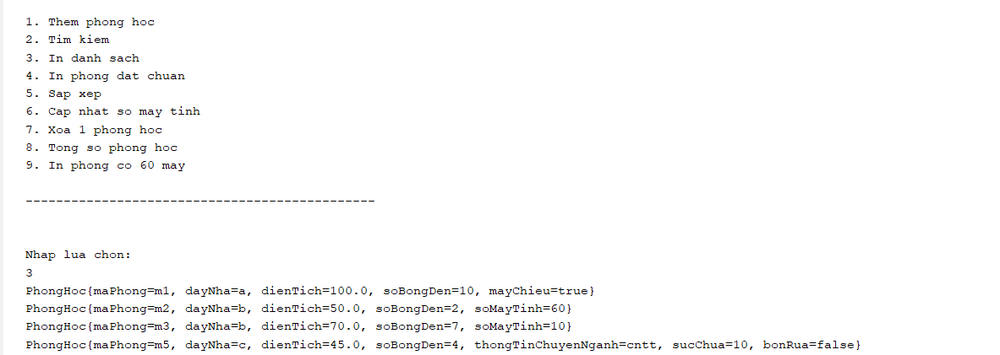 1. Them phong hoc
2. Tim kiem
3. In danh sach
4. In phong dat chuan
5. Sap xep
6. Cap nhat so may tinh
7. Xoa 1 phong hoc
8. Tong so phong hoc
9. In phong co 60 may
----------------------------------------------
Nhap lua chon:
3
PhongHoc{maPhong=m1, dayNha=a, dienTich=100.0, soBongDen=10, mayChieu=true}
PhongHoc{maPhong=m2, dayNha=b, dienTich=50.0, soBongDen=2, soMayTinh=60}
PhongHoc{maPhong=m3, dayNha=b, dienTich=70.0, soBongDen=7, soMayTinh=10}
PhongHoc{maPhong=m5, dayNha=c, dienTich=45.0, soBongDen=4, thongTinChuyenNganh=cntt, sucChua=10, bonRua=false}